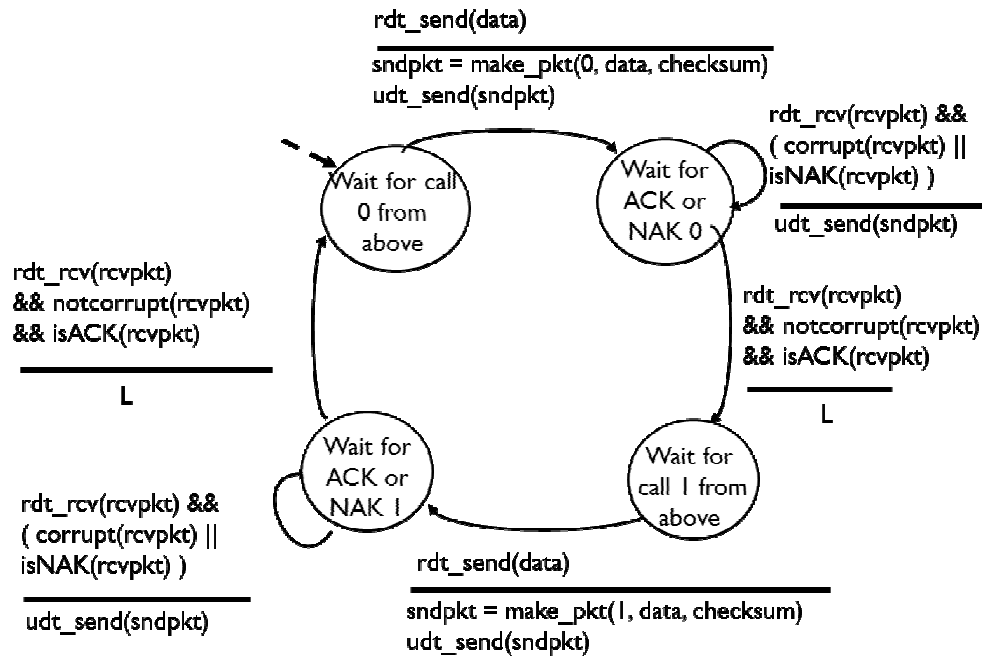 rdt_send(data)
sndpkt = make_pkt(0, data, checksum)
udt_send(sndpkt)
rdt_rcv(rcvpkt) &&
( corrupt(rcvpkt) ||
isNAK(rcvpkt) )
udt_send(sndpkt)
Wait for call
0 from
above
Wait for
ACK or
NAK 0
rdt_rcv(rcvpkt)
&& notcorrupt(rcvpkt)
&& isACK(rcvpkt)
L
rdt_rcv(rcvpkt)
&& notcorrupt(rcvpkt)
&& isACK(rcvpkt)
L
Wait for
ACK or
NAK 1
Wait for
call 1 from
above
rdt_rcv(rcvpkt) &&
( corrupt(rcvpkt) ||
isNAK(rcvpkt) )
udt_send(sndpkt)
rdt_send(data)
sndpkt = make_pkt(1, data, checksum)
udt_send(sndpkt)